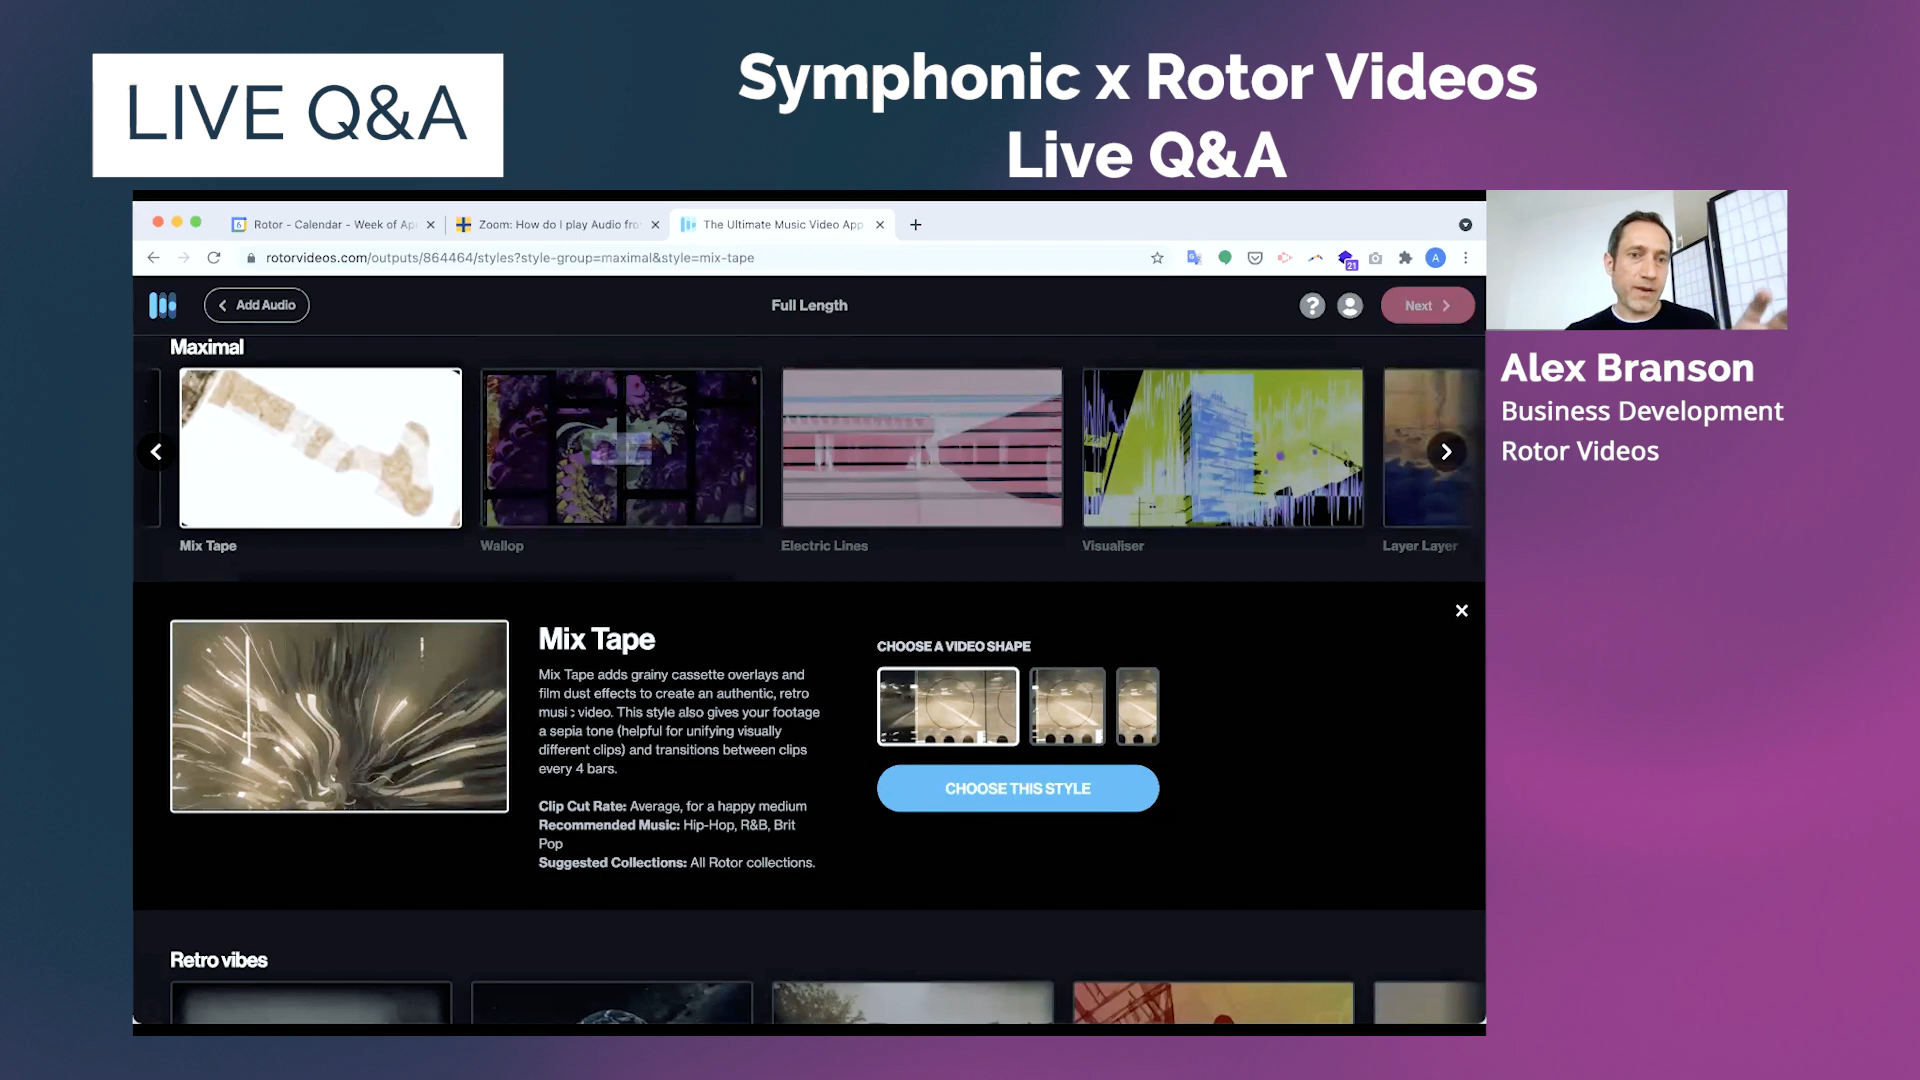 LIVE Q&A
Symphonic x Rotor Videos
Live Q&A
Rotor - Calendar - Week of Ap
Zoom: How do I play Audio fro
The Ultimate Music Video App
rotorvideos.com/outputs/864464/styles?style-group=maximal&style=mix-tape
21
A
Add Audio
Full Length
?
Next
Maximal
Mix Tape
Wallop
Electric Lines
Visualiser
Layer Layer
Mix Tape
Mix Tape adds grainy cassette overlays and
film dust effects to create an authentic, retro
music video. This style also gives your footage
a sepia tone (helpful for unifying visually
different clips) and transitions between clips
every 4 bars.
Clip Cut Rate: Average, for a happy medium
Recommended Music: Hip-Hop, R&B, Brit
Pop
Suggested Collections: All Rotor collections.
CHOOSE A VIDEO SHAPE
CHOOSE THIS STYLE
Retro vibes
Alex Branson
Business Development
Rotor Videos